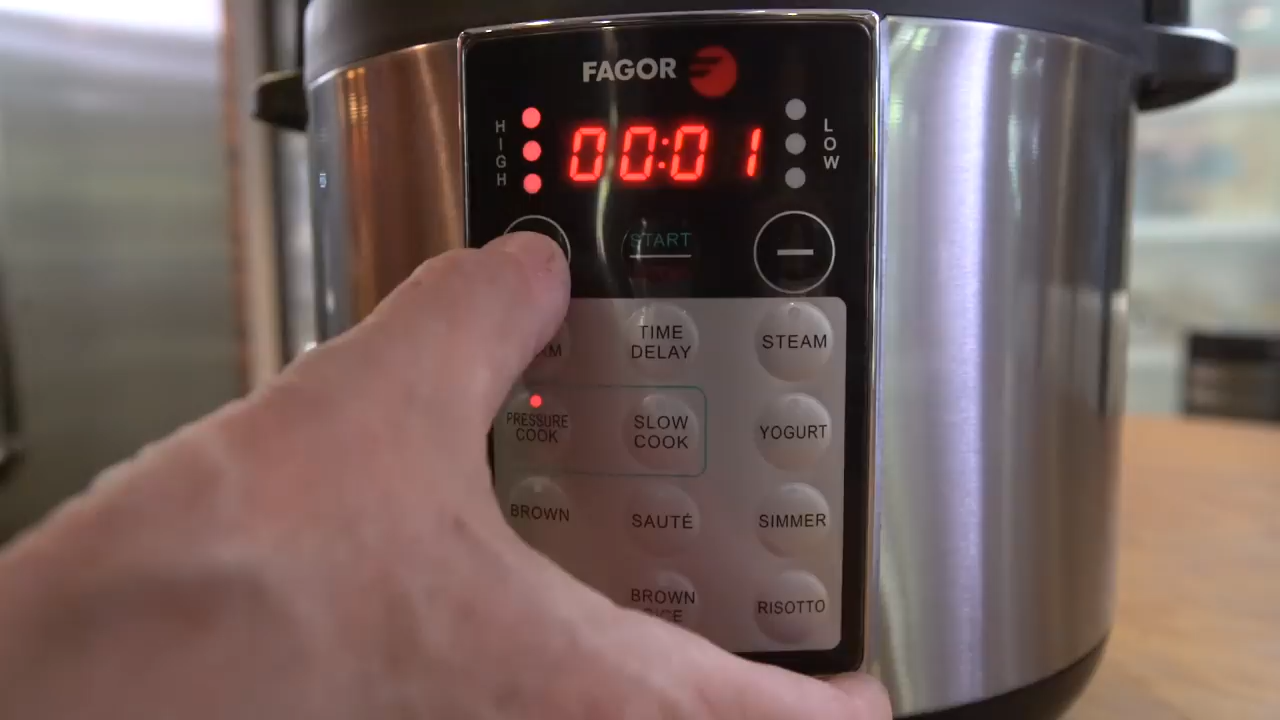 FAGOR
HIGH
00:01
LOW
START
TIME
DELAY
STEAM
PRESSURE
COOK
SLOW
COOK
YOGURT
BROWN
SAUTÉ
SIMMER
BROWN
RISOTTO